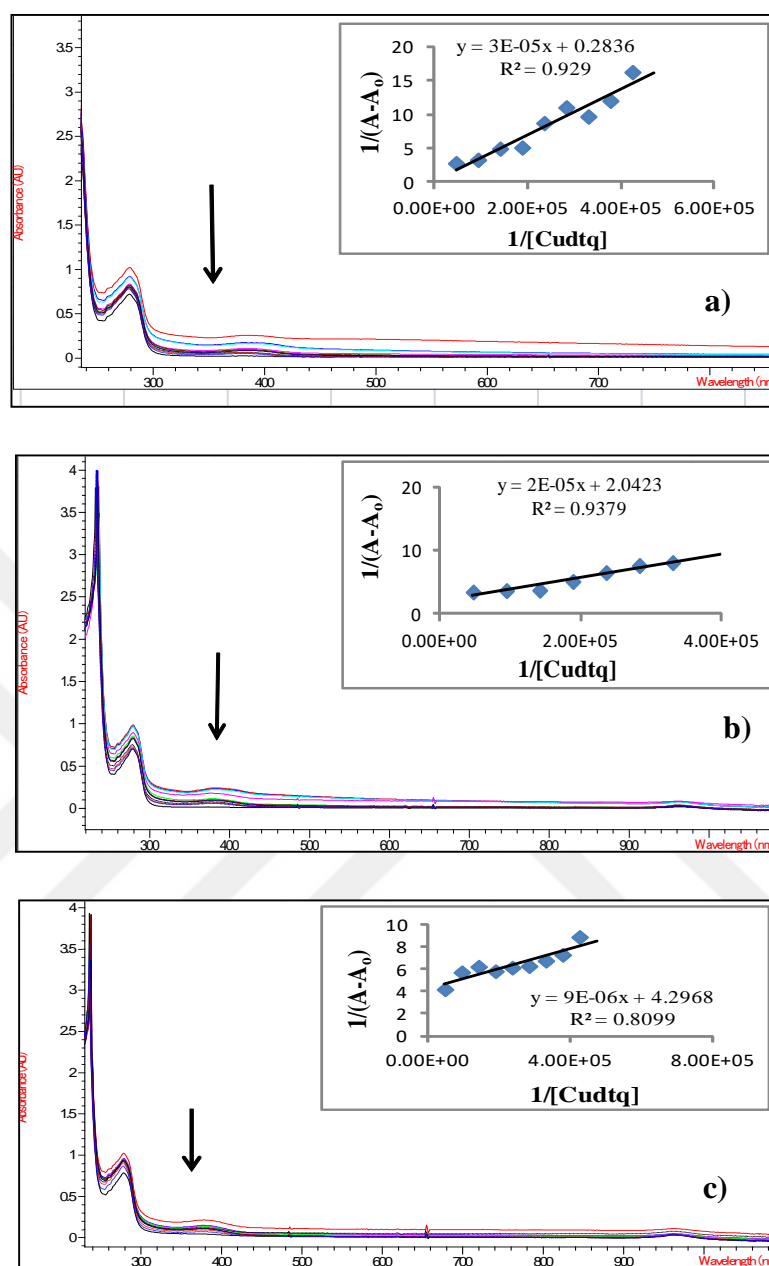 y = 3E-05x + 0.2836
R² = 0.929
1/(A-Ao)
20
15
10
5
0
0.00E+00 2.00E+05 4.00E+05 6.00E+05
1/[Cudtq]
Absorbance (AU)
3.5
3
2.5
2
1.5
1
0.5
0
300 400 500 600 700
Wavelength (nm
a)
y = 2E-05x + 2.0423
R² = 0.9379
1/(A-Ao)
20
10
0
0.00E+00 2.00E+05 4.00E+05
1/[Cudtq]
Absorbance (AU)
4
3.5
3
2.5
2
1.5
1
0.5
0
300 400 500 600 700 800 900
Wavelength (nm
b)
1/(A-Ao)
10
8
6
4
2
0
y = 9E-06x + 4.2968
R² = 0.8099
0.00E+00 4.00E+05 8.00E+05
1/[Cudtq]
Absorbance (AU)
4
3.5
3
2.5
2
1.5
1
0.5
0
300 400 500 600 700 800 900
Wavelength (nm
c)